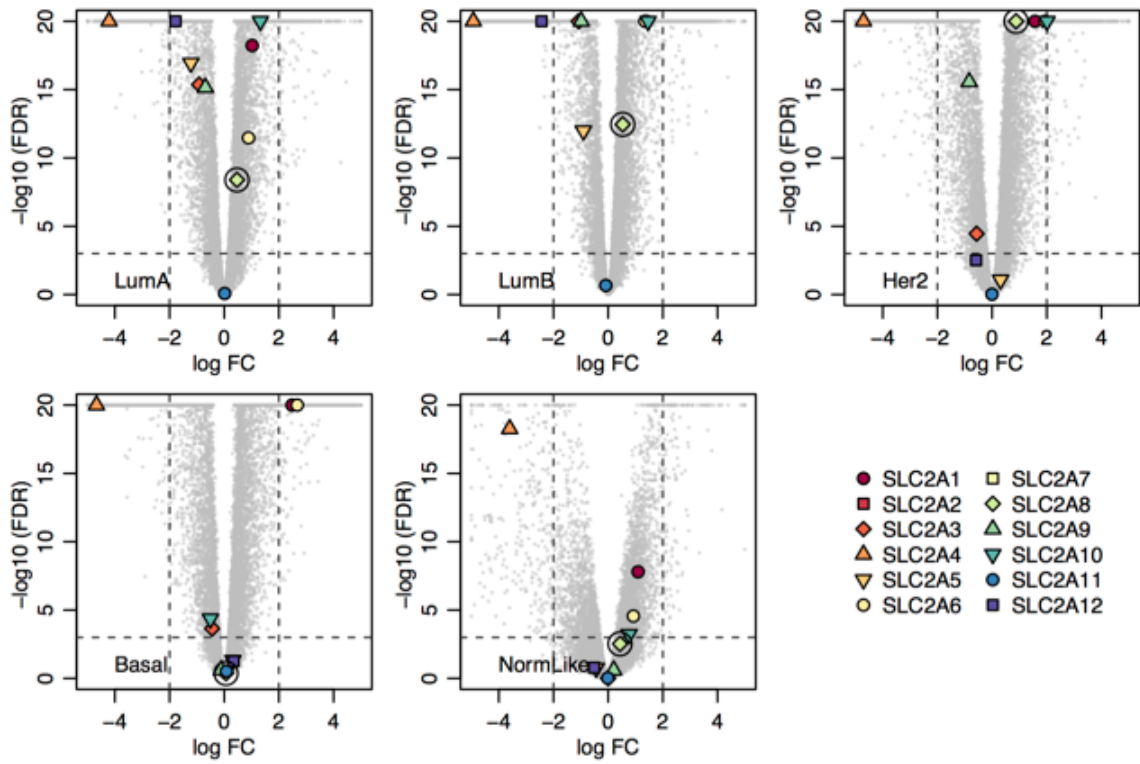 20
15
10
5
0
-log10 (FDR)
LumA
-4 -2 0 2 4
log FC
20
15
10
5
0
-log10 (FDR)
LumB
-4 -2 0 2 4
log FC
20
15
10
5
0
-log10 (FDR)
Her2
-4 -2 0 2 4
log FC
20
15
10
5
0
-log10 (FDR)
Basal
-4 -2 0 2 4
log FC
20
15
10
5
0
-log10 (FDR)
NormLike
-4 -2 0 2 4
log FC
SLC2A1
SLC2A2
SLC2A3
SLC2A4
SLC2A5
SLC2A6
SLC2A7
SLC2A8
SLC2A9
SLC2A10
SLC2A11
SLC2A12